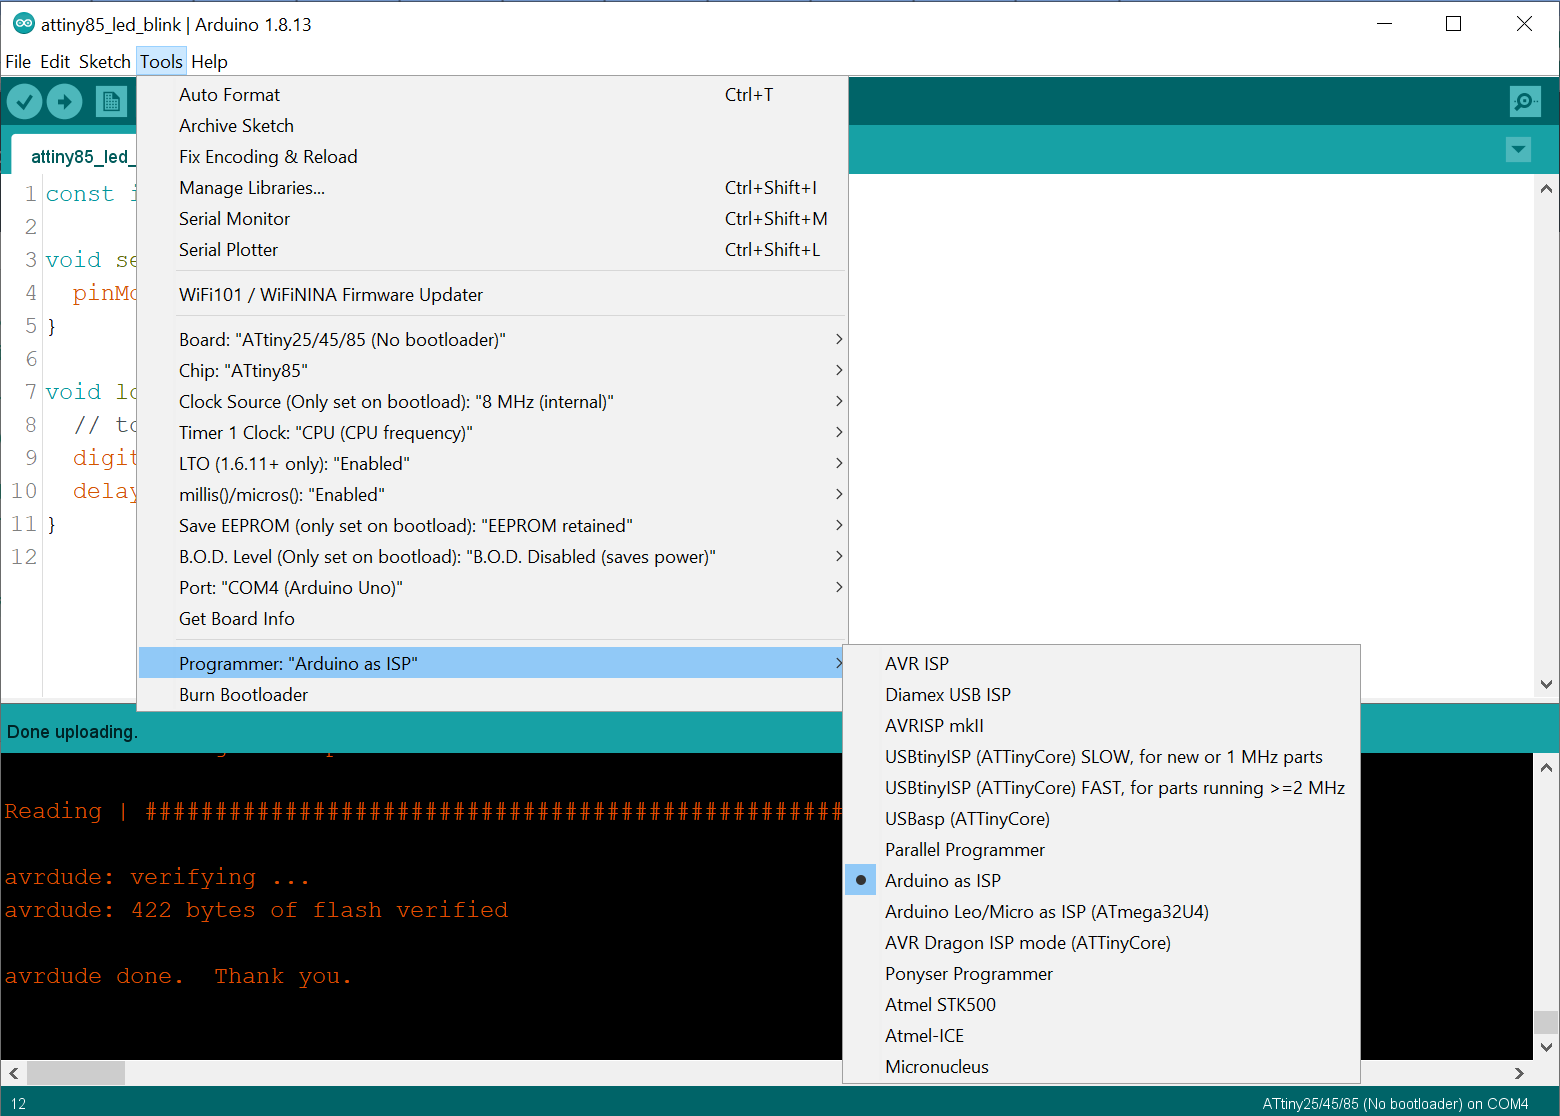 attiny85_led_blink | Arduino 1.8.13
File Edit Sketch Tools Help
Auto Format Ctrl+T
Archive Sketch
Fix Encoding & Reload
Manage Libraries... Ctrl+Shift+I
Serial Monitor Ctrl+Shift+M
Serial Plotter Ctrl+Shift+L
WiFi101 / WiFiNINA Firmware Updater
Board: "ATtiny25/45/85 (No bootloader)"
Chip: "ATtiny85"
Clock Source (Only set on bootload): "8 MHz (internal)"
Timer 1 Clock: "CPU (CPU frequency)"
LTO (1.6.11+ only): "Enabled"
millis()/micros(): "Enabled"
Save EEPROM (only set on bootload): "EEPROM retained"
B.O.D. Level (Only set on bootload): "B.O.D. Disabled (saves power)"
Port: "COM4 (Arduino Uno)"
Get Board Info
Programmer: "Arduino as ISP"
Burn Bootloader
AVR ISP
Diamex USB ISP
AVRISP mkII
USBtinyISP (ATTinyCore) SLOW, for new or 1 MHz parts
USBtinyISP (ATTinyCore) FAST, for parts running >=2 MHz
USBasp (ATTinyCore)
Parallel Programmer
Arduino as ISP
Arduino Leo/Micro as ISP (ATmega32U4)
AVR Dragon ISP mode (ATTinyCore)
Ponyser Programmer
Atmel STK500
Atmel-ICE
Micronucleus
attiny85_led_
1 const i
2
3 void se
4 pinMo
5 }
6
7 void lo
8 // to
9 digit
10 delay
11 }
12
Done uploading.
Reading | ##################################################
avrdude: verifying ...
avrdude: 422 bytes of flash verified
avrdude done. Thank you.
12
ATtiny25/45/85 (No bootloader) on COM4